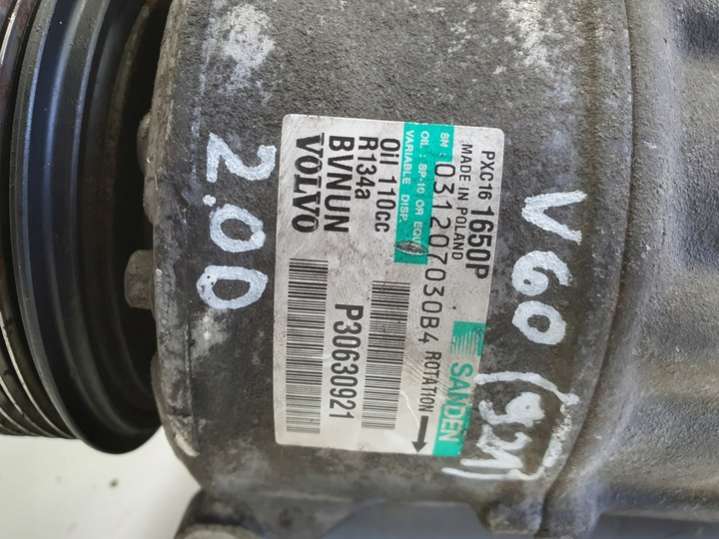 PXC16 1650P
MADE IN POLAND
SN: 031207030B4 ROTATION
OIL: SP-10 OR EQUIV
VARIABLE DISP.
SANDEN
Oil 110cc
R134a
BVNUN
VOLVO
P30630921
V60
2.0D